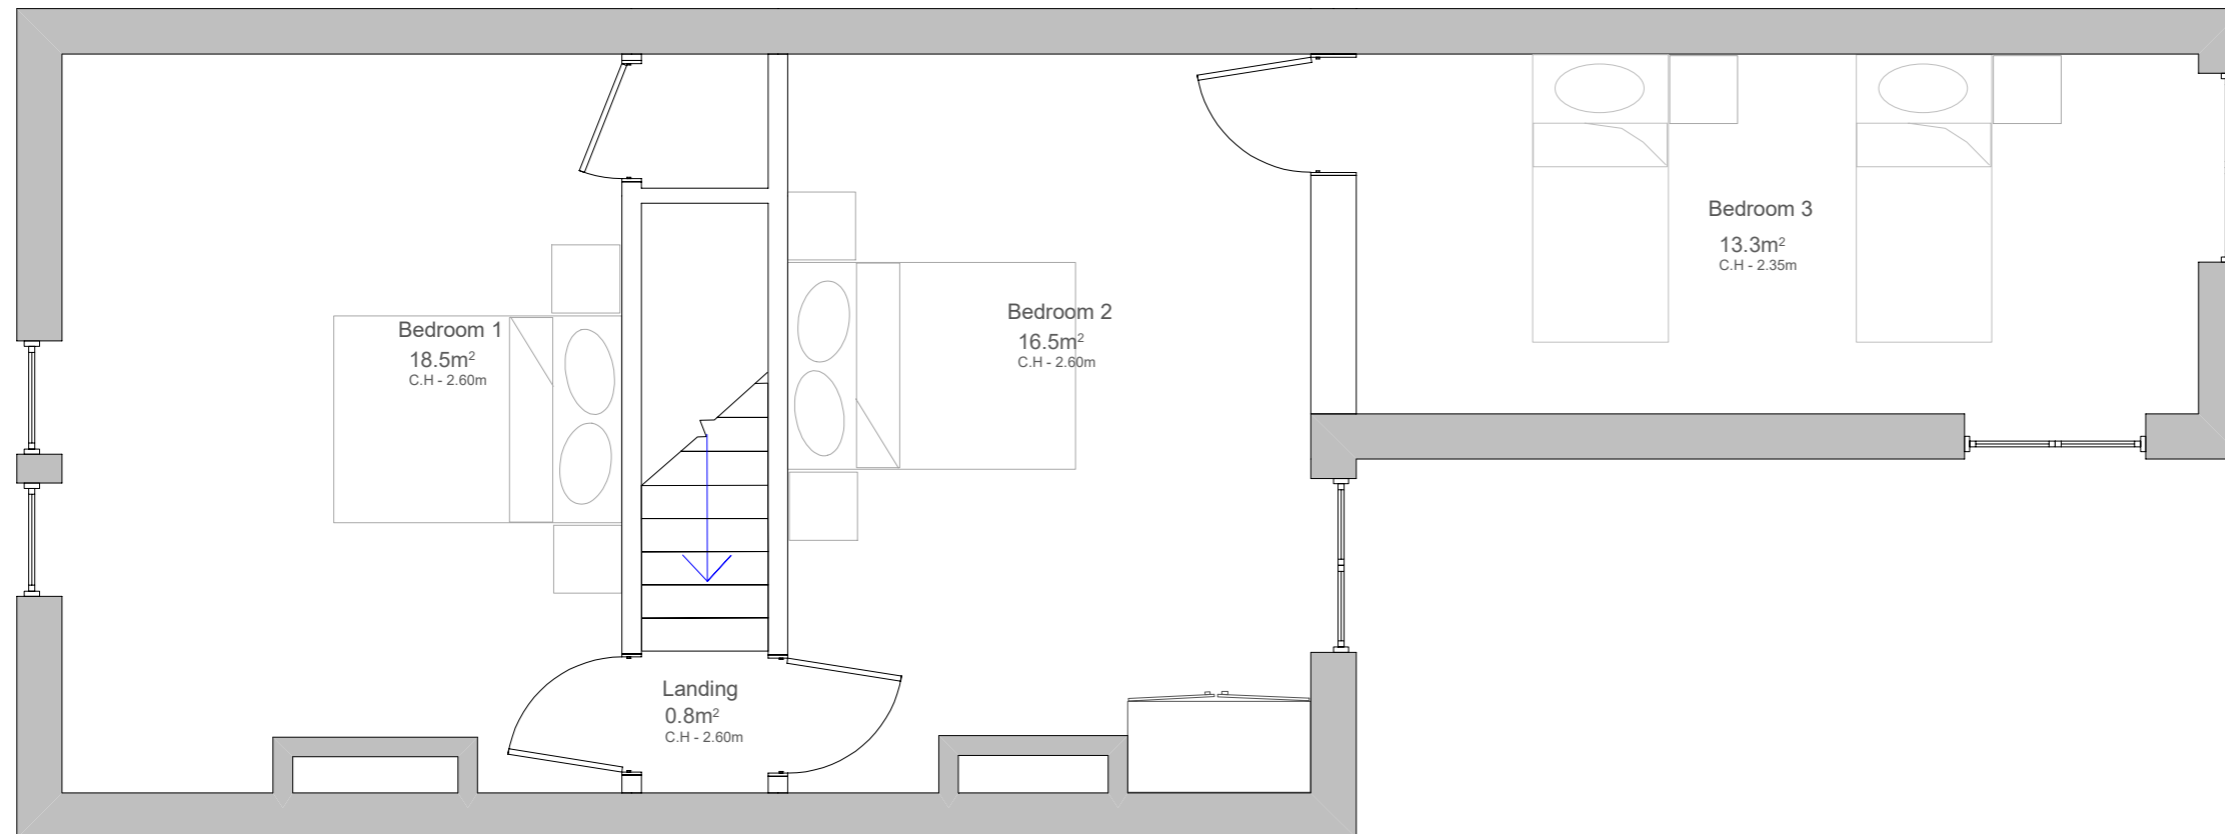 Bedroom 1
18.5m²
C.H - 2.60m
Bedroom 2
16.5m²
C.H - 2.60m
Bedroom 3
13.3m²
C.H - 2.35m
Landing
0.8m²
C.H - 2.60m